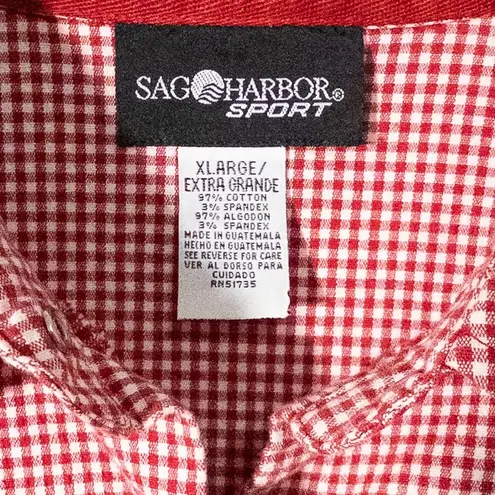 SAG HARBOR®
SPORT
XLARGE/
EXTRA GRANDE
97% COTTON
3% SPANDEX
97% ALGODON
3% SPANDEX
MADE IN GUATEMALA
HECHO EN GUATEMALA
SEE REVERSE FOR CARE
VER AL DORSO PARA
CUIDADO
RN51735